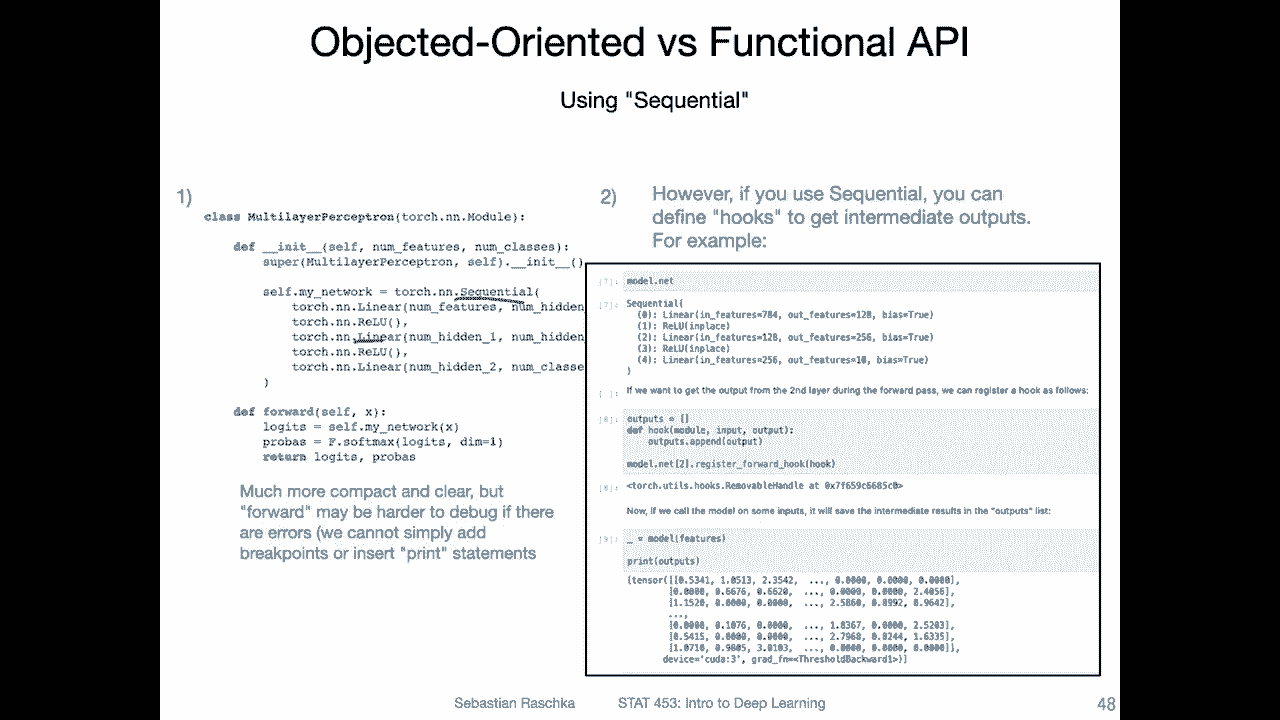 Objected-Oriented vs Functional API
Using "Sequential"
1)
class MultilayerPerceptron(torch.nn.Module):
def __init__(self, num_features, num_classes):
super(MultilayerPerceptron, self).__init__()
self.my_network = torch.nn.Sequential(
torch.nn.Linear(num_features, num_hidden
torch.nn.ReLU(),
torch.nn.Linear(num_hidden_1, num_hidden
torch.nn.ReLU(),
torch.nn.Linear(num_hidden_2, num_classe
)
def forward(self, x):
logits = self.my_network(x)
probas = F.softmax(logits, dim=1)
return logits, probas
Much more compact and clear, but
"forward" may be harder to debug if there
are errors (we cannot simply add
breakpoints or insert "print" statements
2)
However, if you use Sequential, you can
define "hooks" to get intermediate outputs.
For example:
[7]: model.net
[7]: Sequential(
(0): Linear(in_features=784, out_features=128, bias=True)
(1): ReLU(inplace)
(2): Linear(in_features=128, out_features=256, bias=True)
(3): ReLU(inplace)
(4): Linear(in_features=256, out_features=10, bias=True)
)
If we want to get the output from the 2nd layer during the forward pass, we can register a hook as follows:
[ ]:
[8]: outputs = []
def hook(module, input, output):
outputs.append(output)
model.net[2].register_forward_hook(hook)
[8]: <torch.utils.hooks.RemovableHandle at 0x7f659c6685c0>
Now, if we call the model on some inputs, it will save the intermediate results in the "outputs" list:
[9]: _ = model(features)
print(outputs)
[tensor([[0.5341, 1.0513, 2.3542, ..., 0.0000, 0.0000, 0.0000],
[0.0000, 0.6676, 0.6620, ..., 0.0000, 0.0000, 2.4056],
[1.1520, 0.0000, 0.0000, ..., 2.5860, 0.8992, 0.9642],
...,
[0.0000, 0.1076, 0.0000, ..., 1.8367, 0.0000, 2.5203],
[0.5415, 0.0000, 0.0000, ..., 2.7968, 0.8244, 1.6335],
[1.0710, 0.9805, 3.0103, ..., 0.0000, 0.0000, 0.0000]],
device='cuda:3', grad_fn=<ThresholdBackward1>)]
Sebastian Raschka STAT 453: Intro to Deep Learning 48